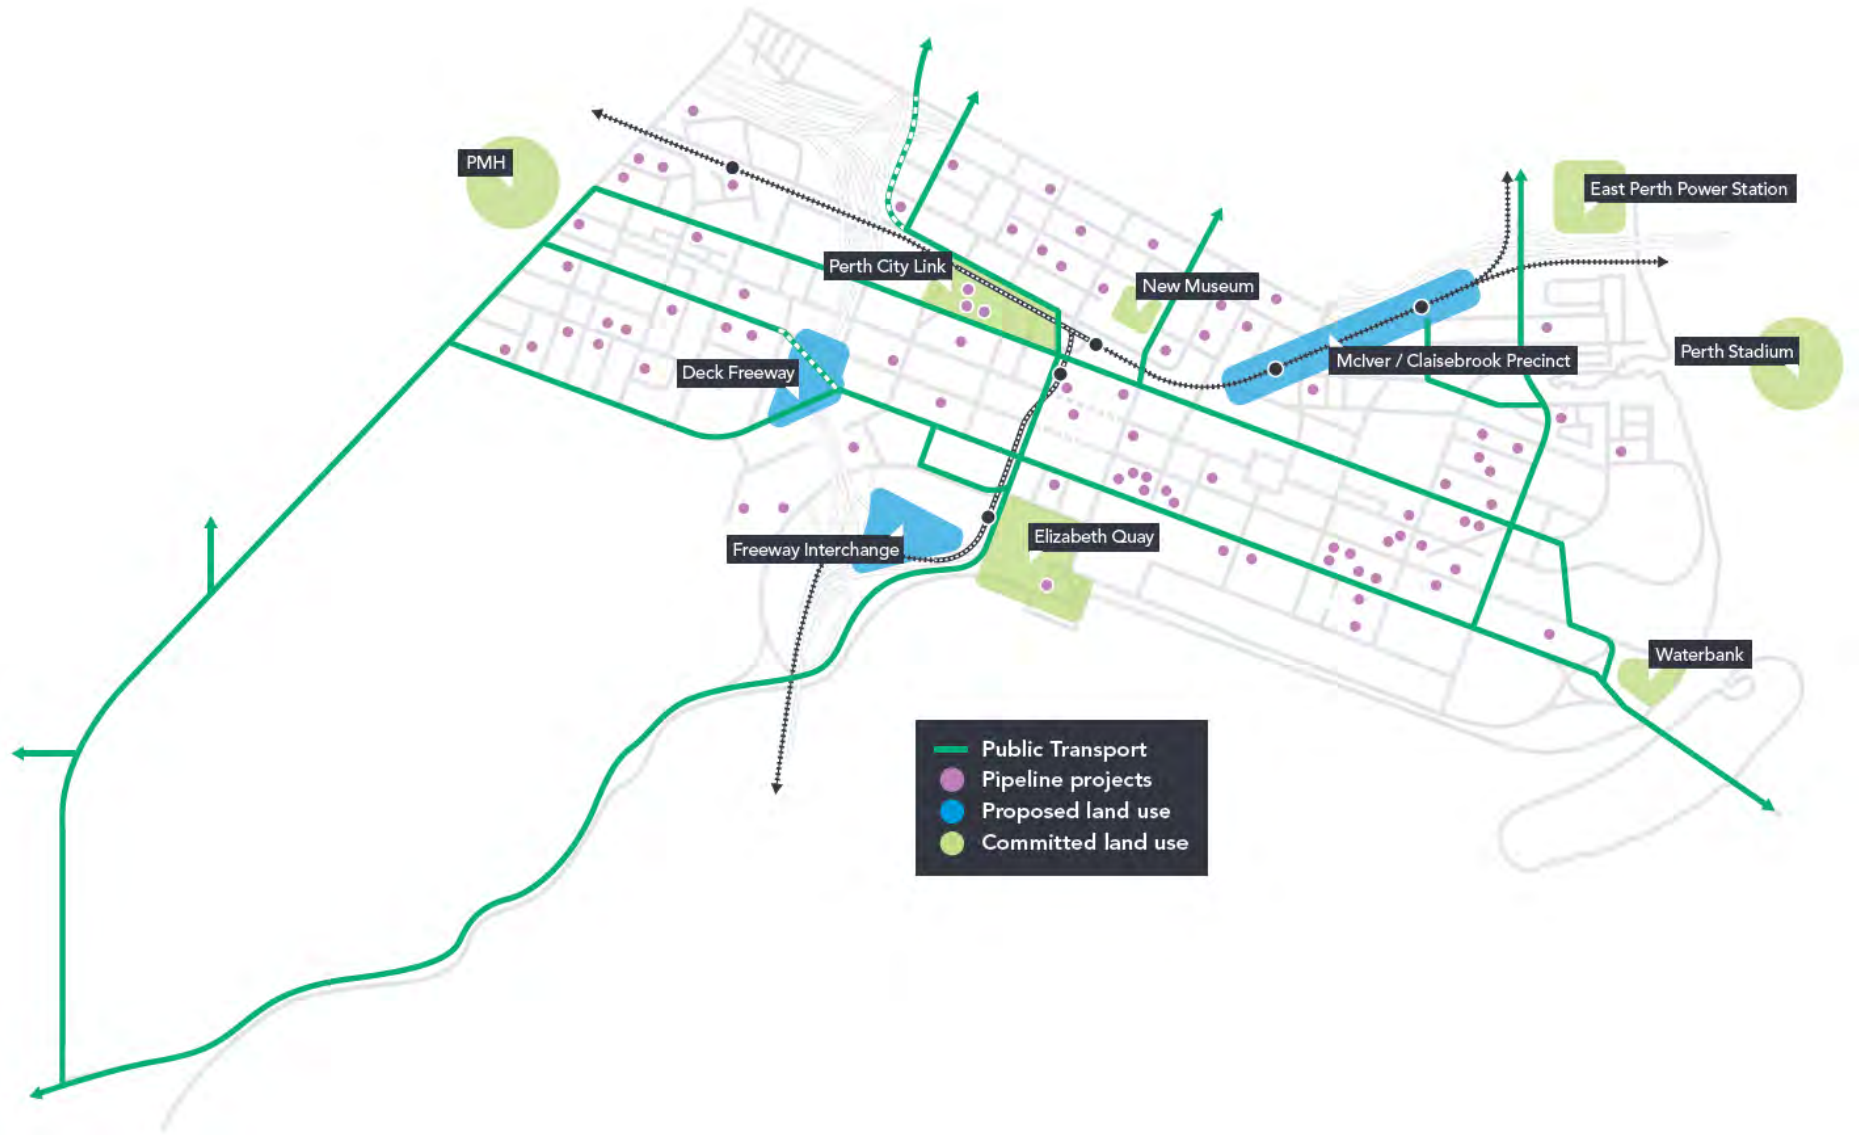 PMH
East Perth Power Station
Perth City Link
New Museum
Deck Freeway
McIver / Claisebrook Precinct
Perth Stadium
Freeway Interchange
Elizabeth Quay
Waterbank
Public Transport
Pipeline projects
Proposed land use
Committed land use